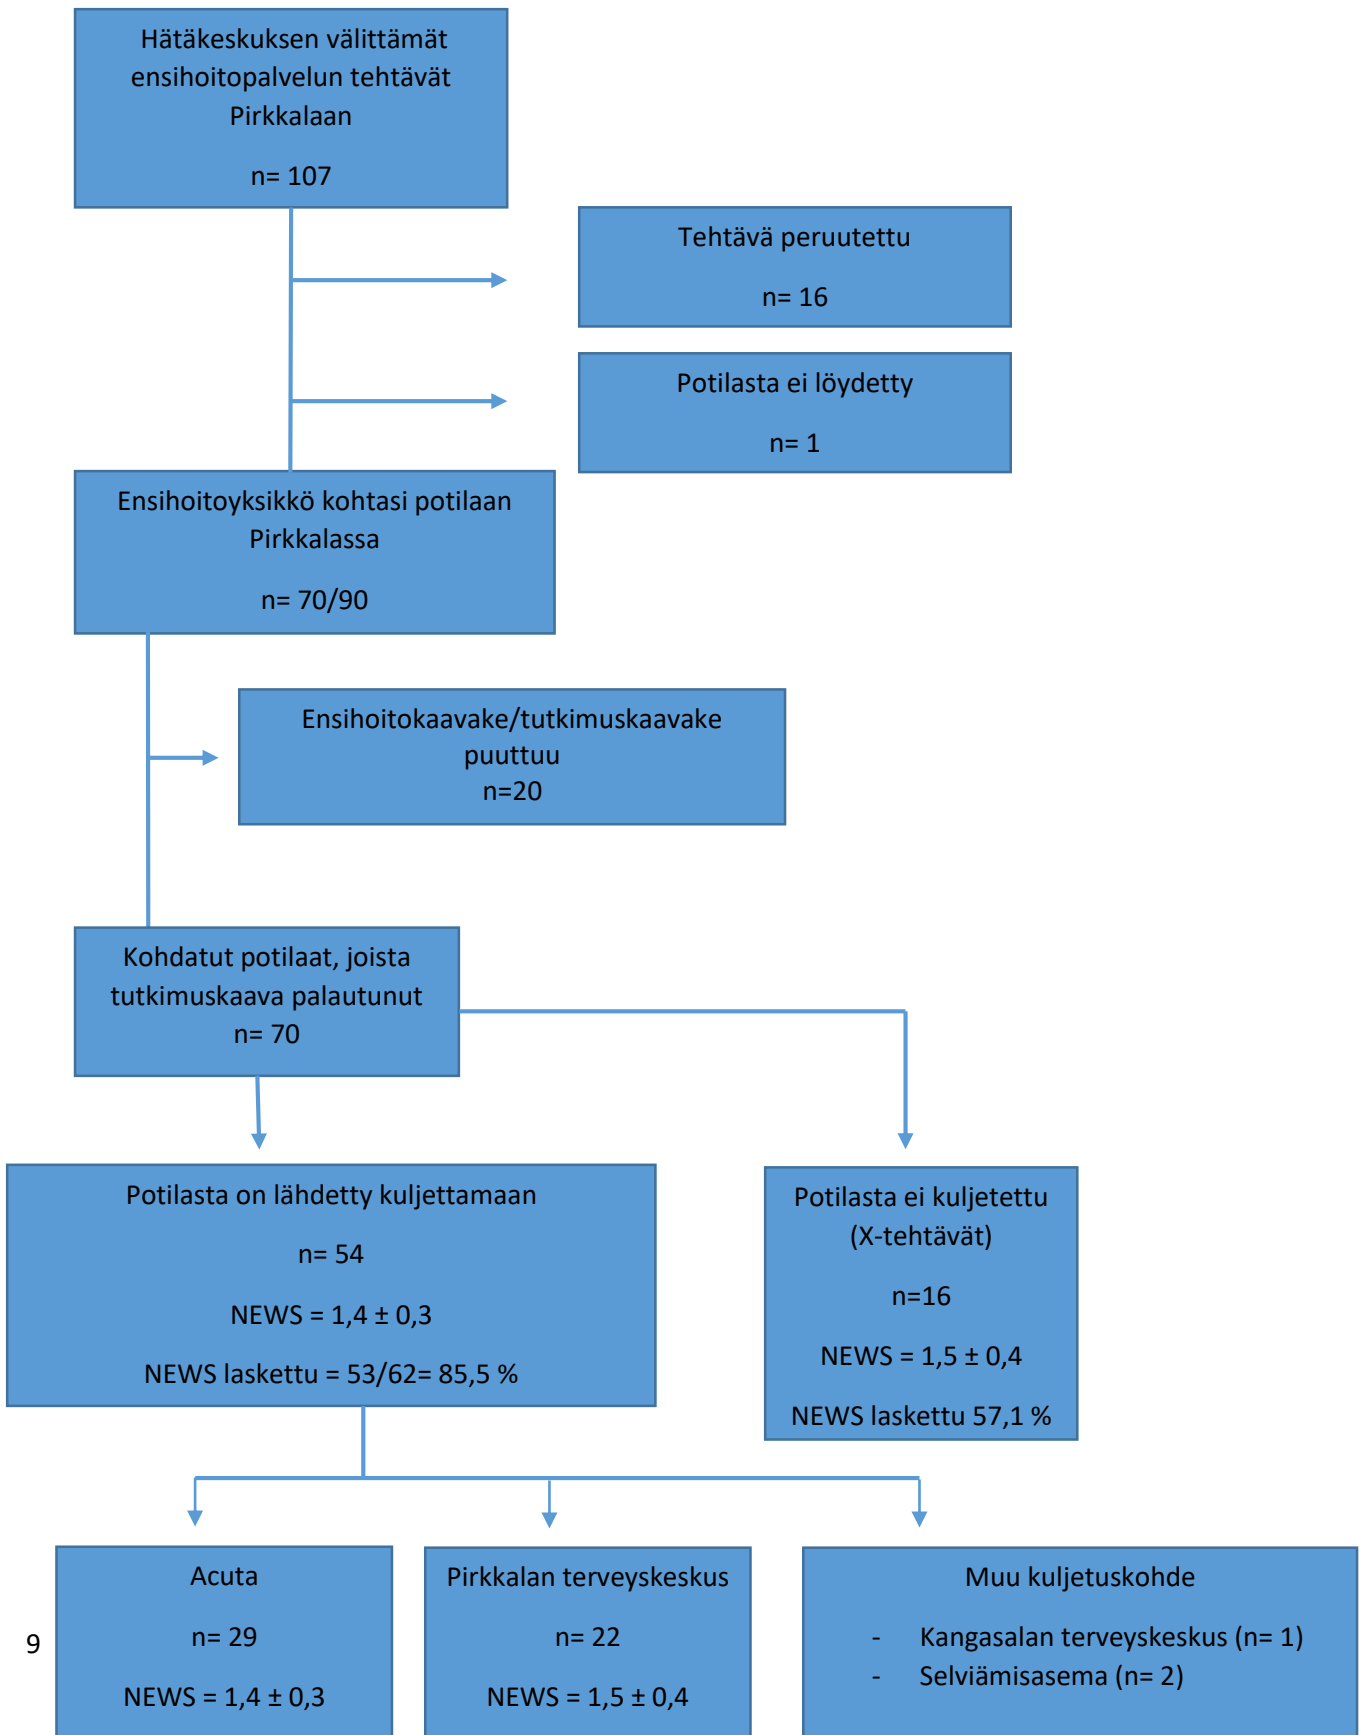 Hätäkeskuksen välittämät
ensihoitopalvelun tehtävät
Pirkkalaan
n= 107
Tehtävä peruutettu
n= 16
Potilasta ei löydetty
n= 1
Ensihoitoyksikkö kohtasi potilaan
Pirkkalassa
n= 70/90
Ensihoitokaavake/tutkimuskaavake
puuttuu
n=20
Kohdatut potilaat, joista
tutkimuskaava palautunut
n= 70
Potilasta on lähdetty kuljettamaan
n= 54
NEWS = 1,4 ± 0,3
NEWS laskettu = 53/62= 85,5 %
Potilasta ei kuljetettu
(X-tehtävät)
n=16
NEWS = 1,5 ± 0,4
NEWS laskettu 57,1 %
Acuta
n= 29
NEWS = 1,4 ± 0,3
Pirkkalan terveyskeskus
n= 22
NEWS = 1,5 ± 0,4
Muu kuljetuskohde
- Kangasalan terveyskeskus (n= 1)
- Selviämisasema (n= 2)
9